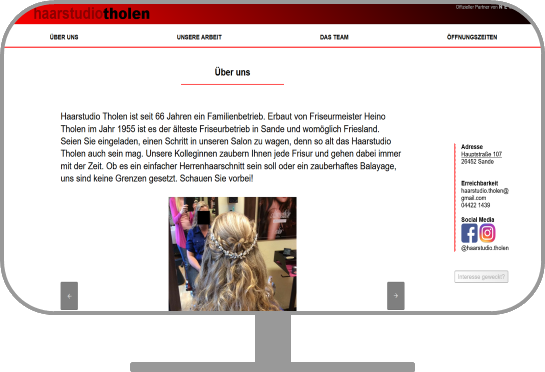 haarstudiotholen
Offizieller Partner von
ÜBER UNS
UNSERE ARBEIT
DAS TEAM
ÖFFNUNGSZEITEN
Über uns
Haarstudio Tholen ist seit 66 Jahren ein Familienbetrieb. Erbaut von Friseurmeister Heino
Tholen im Jahr 1955 ist es der älteste Friseurbetrieb in Sande und womöglich Friesland.
Seien Sie eingeladen, einen Schritt in unseren Salon zu wagen, denn so alt das Haarstudio
Tholen auch sein mag. Unsere Kolleginnen zaubern Ihnen jede Frisur und gehen dabei immer
mit der Zeit. Ob es ein einfacher Herrenhaarschnitt sein soll oder ein zauberhaftes Balayage,
uns sind keine Grenzen gesetzt. Schauen Sie vorbei!
Adresse
Hauptstraße 107
26452 Sande
Erreichbarkeit
haarstudio.tholen@
gmail.com
04422 1439
Social Media
@haarstudio.tholen
Interesse geweckt?
+
+